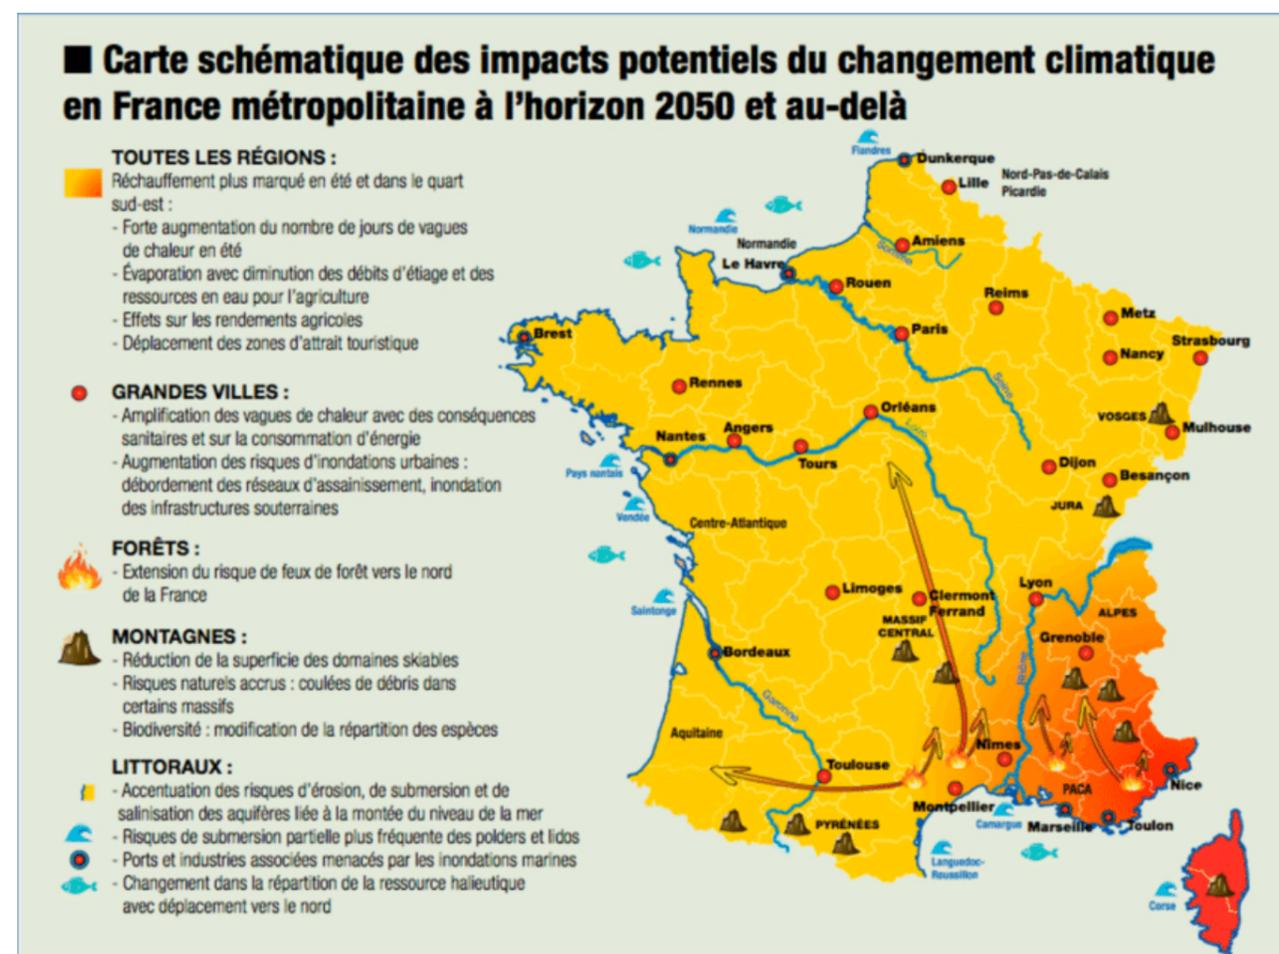 ■ Carte schématique des impacts potentiels du changement climatique
en France métropolitaine à l'horizon 2050 et au-delà
TOUTES LES RÉGIONS :
Réchauffement plus marqué en été et dans le quart
sud-est :
- Forte augmentation du nombre de jours de vagues
de chaleur en été
- Évaporation avec diminution des débits d'étiage et des
ressources en eau pour l'agriculture
- Effets sur les rendements agricoles
- Déplacement des zones d'attrait touristique
GRANDES VILLES :
- Amplification des vagues de chaleur avec des conséquences
sanitaires et sur la consommation d'énergie
- Augmentation des risques d'inondations urbaines :
débordement des réseaux d'assainissement, inondation
des infrastructures souterraines
FORÊTS :
- Extension du risque de feux de forêt vers le nord
de la France
MONTAGNES :
- Réduction de la superficie des domaines skiables
- Risques naturels accrus : coulées de débris dans
certains massifs
- Biodiversité : modification de la répartition des espèces
LITTORAUX :
- Accentuation des risques d'érosion, de submersion et de
salinisation des aquifères liée à la montée du niveau de la mer
- Risques de submersion partielle plus fréquente des polders et lidos
- Ports et industries associées menacés par les inondations marines
- Changement dans la répartition de la ressource halieutique
avec déplacement vers le nord
Flandres
Dunkerque
Lille
Nord-Pas-de-Calais
Picardie
Normandie
Normandie
Amiens
Somme
Le Havre
Rouen
Reims
Metz
Paris
Strasbourg
Brest
Nancy
Rennes
Seine
Orléans
VOSGES
Mulhouse
Angers
Loire
Nantes
Tours
Dijon
Pays nantais
Besançon
JURA
Vendée
Centre-Atlantique
Lyon
Limoges
Clermont
Ferrand
Saintonge
ALPES
MASSIF
CENTRAL
Grenoble
Bordeaux
Rhône
Garonne
Aquitaine
Nîmes
Toulouse
Nice
PACA
Montpellier
Camargue
Marseille
Toulon
PYRÉNÉES
Languedoc-
Roussillon
Corse